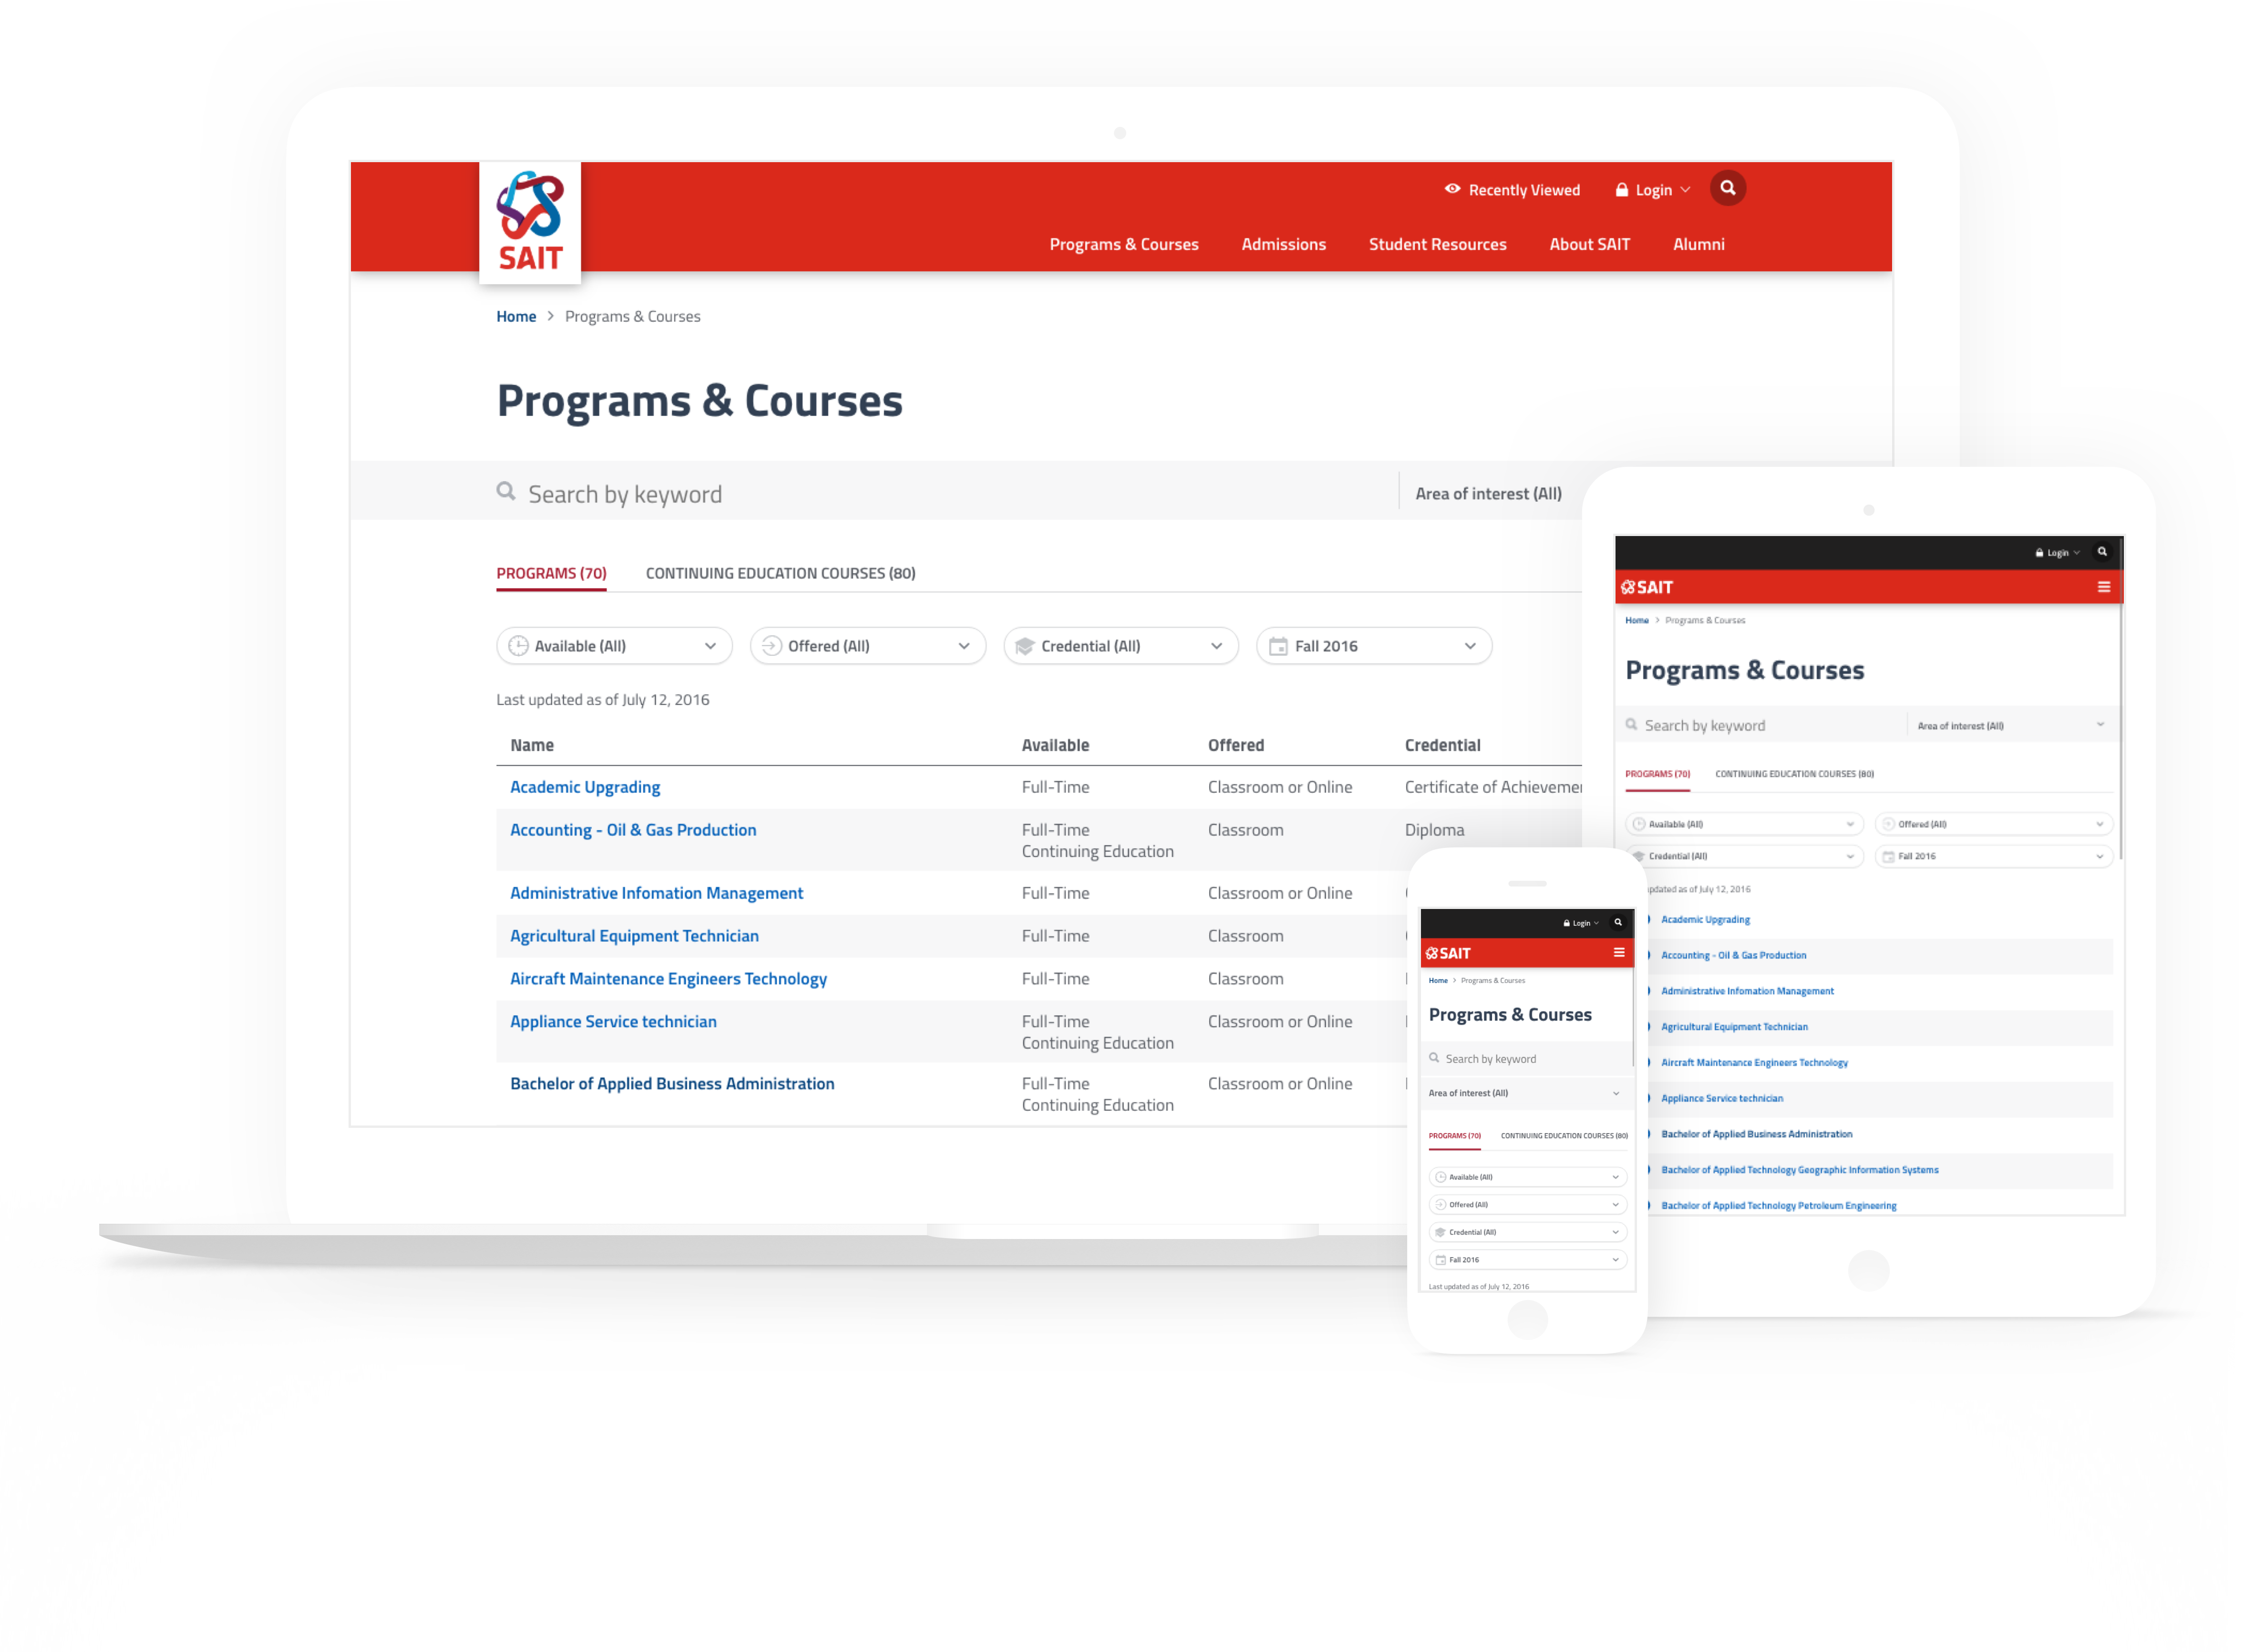 SAIT
Recently Viewed
Login
Programs & Courses
Admissions
Student Resources
About SAIT
Alumni
Home > Programs & Courses
Programs & Courses
Search by keyword
Area of interest (All)
PROGRAMS (70)
CONTINUING EDUCATION COURSES (80)
Available (All)
Offered (All)
Credential (All)
Fall 2016
Last updated as of July 12, 2016
Name Available Offered Credential
Academic Upgrading Full-Time Classroom or Online Certificate of
Accounting - Oil & Gas Production Full-Time Classroom Diploma
Continuing Education
Administrative Infomation Management Full-Time Classroom or Online
Agricultural Equipment Technician Full-Time Classroom
Aircraft Maintenance Engineers Technology Full-Time Classroom
Appliance Service technician Full-Time Classroom or Online
Continuing Education
Bachelor of Applied Business Administration Full-Time Classroom or Online
Continuing Education
Login
SAIT
Home > Programs & Courses
Programs & Courses
Search by keyword
Area of interest (All)
PROGRAMS (70)
CONTINUING EDUCATION COURSES (80)
Available (All)
Offered (All)
Credential (All)
Fall 2016
as of July 12, 2016
Academic Upgrading
Accounting - Oil & Gas Production
Administrative Infomation Management
Agricultural Equipment Technician
Aircraft Maintenance Engineers Technology
Appliance Service technician
Bachelor of Applied Business Administration
Bachelor of Applied Technology Geographic Information Systems
Bachelor of Applied Technology Petroleum Engineering
Login
SAIT
Home > Programs & Courses
Programs & Courses
Search by keyword
Area of interest (All)
PROGRAMS (70)
CONTINUING EDUCATION COURSES (80)
Available (All)
Offered (All)
Credential (All)
Fall 2016
Last updated as of July 12, 2016